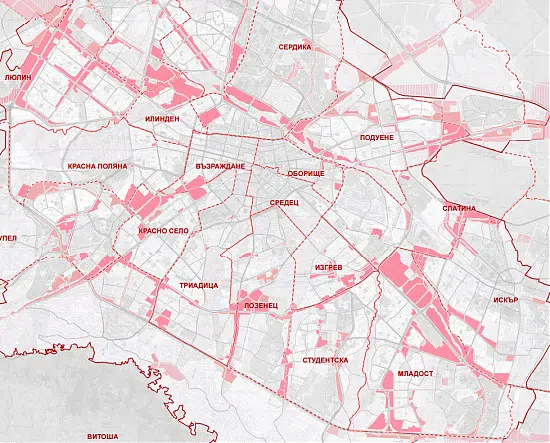 СЕРДИКА
ЛЮЛИН
ИЛИНДЕН
ПОДУЕНЕ
КРАСНА ПОЛЯНА
ВЪЗРАЖДАНЕ
ОБОРИЩЕ
СРЕДЕЦ
СЛАТИНА
КРАСНО СЕЛО
УПЕЛ
ИЗГРЕВ
ТРИАДИЦА
ИСКЪР
ЛОЗЕНЕЦ
СТУДЕНТСКА
МЛАДОСТ
ВИТОША